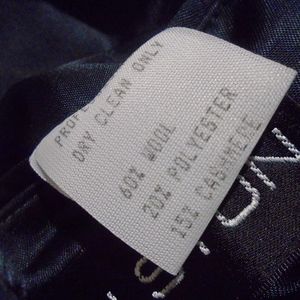 DRY CLEAN ONLY
60% WOOL
20% POLYESTER
15% CASHMERE